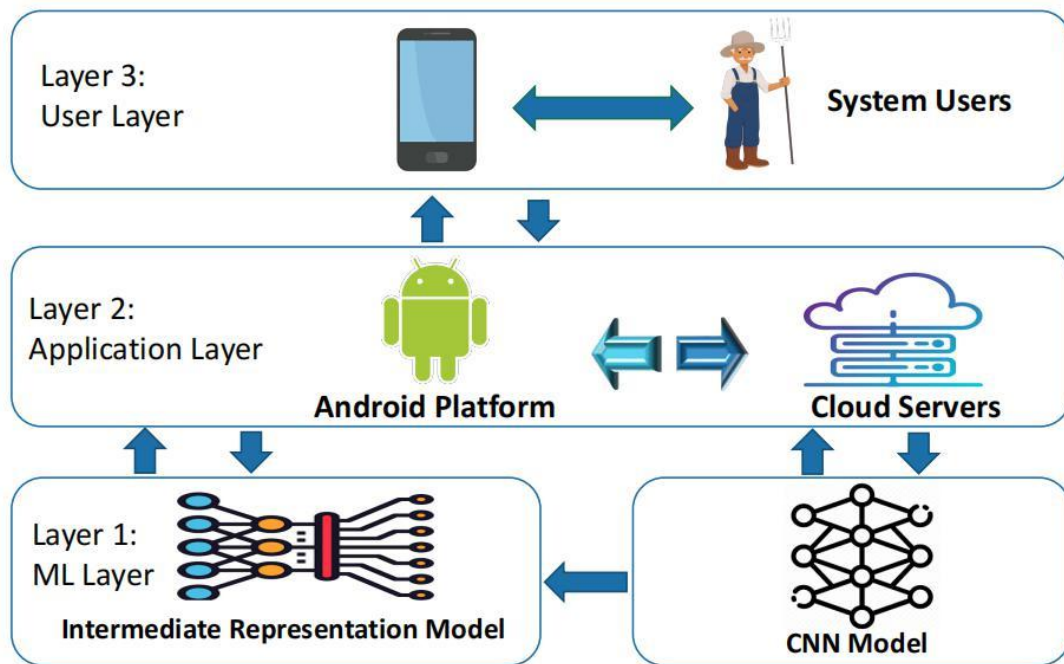 Layer 3:
User Layer
System Users
Layer 2:
Application Layer
Android Platform
Cloud Servers
Layer 1:
ML Layer
Intermediate Representation Model
CNN Model